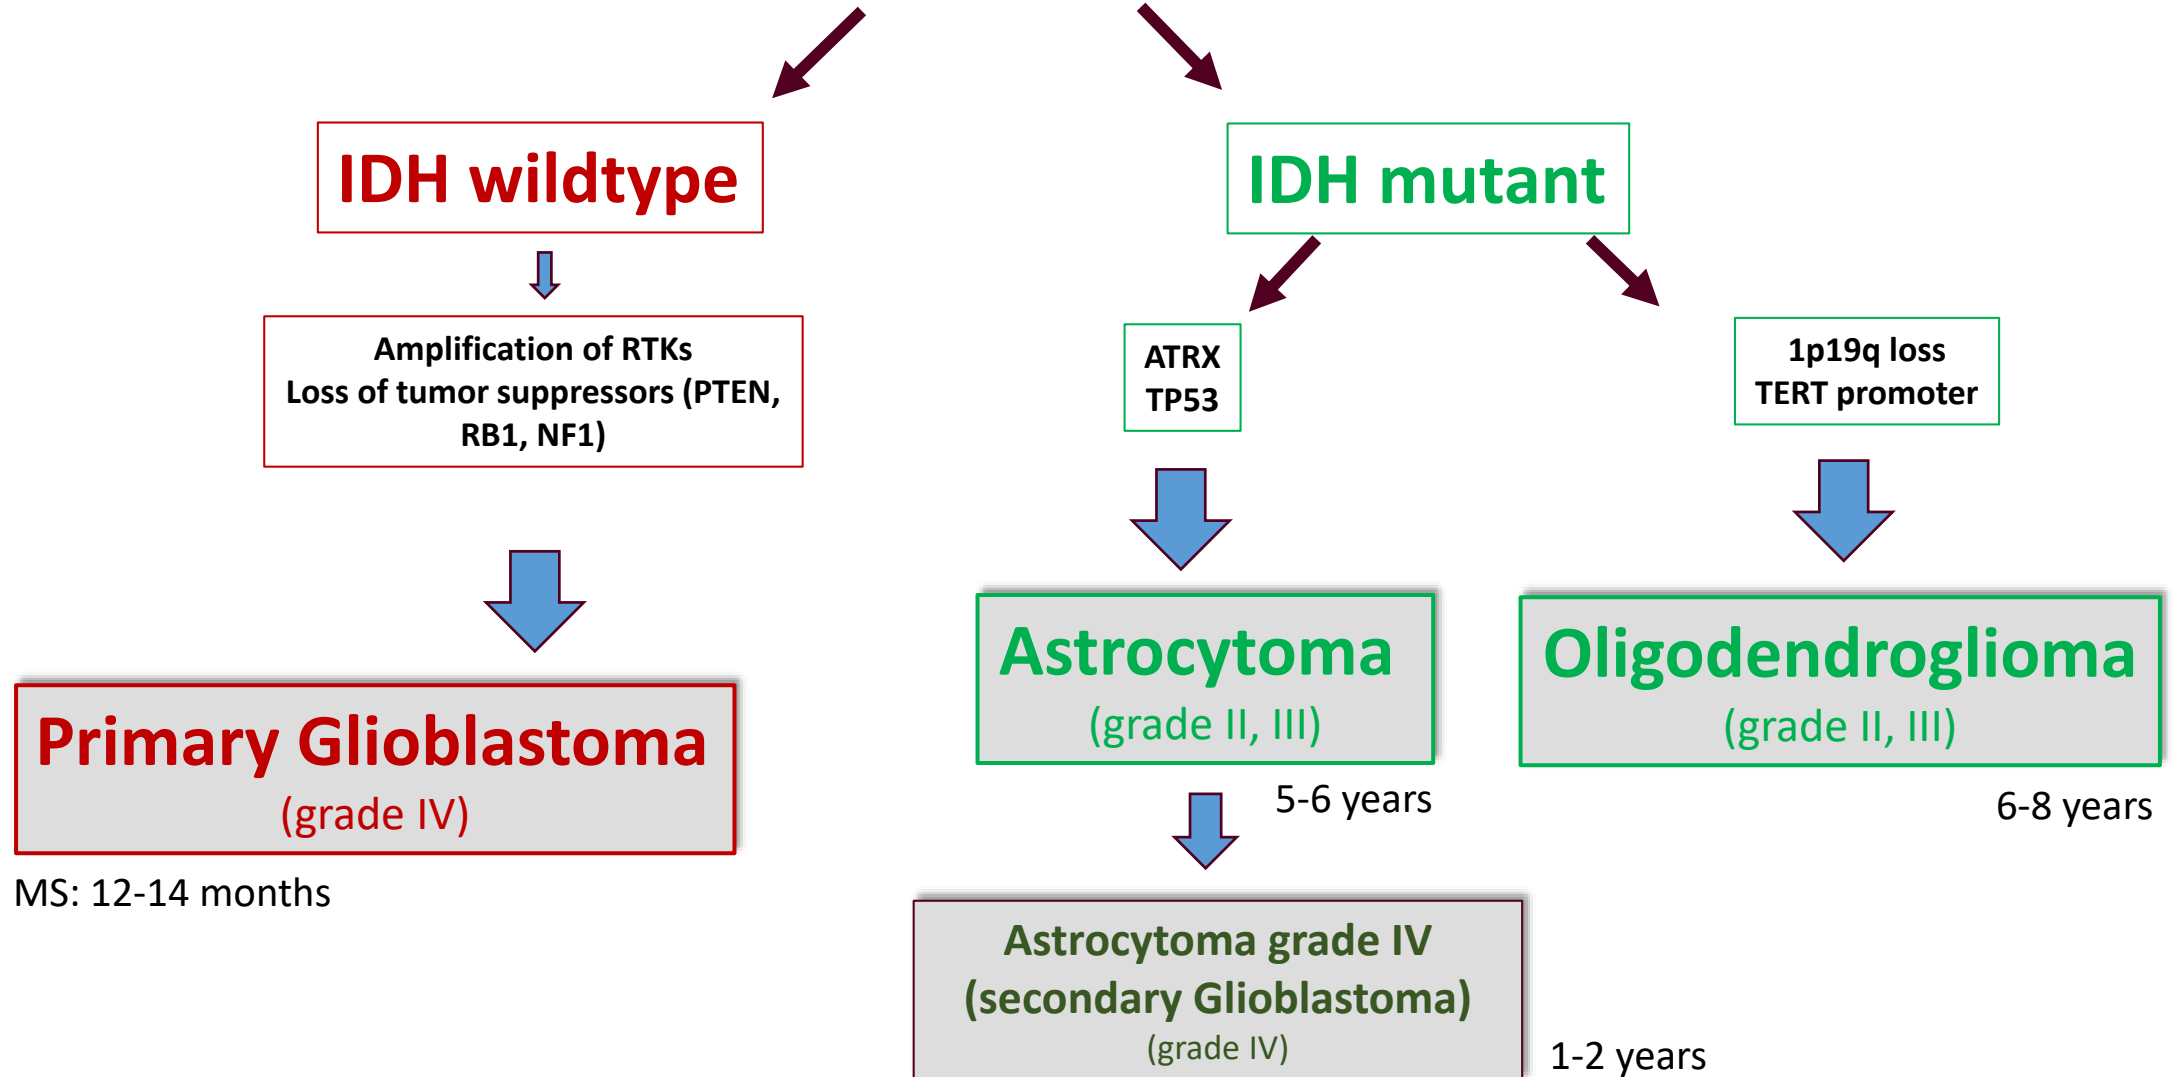 IDH wildtype
IDH mutant
Amplification of RTKs
Loss of tumor suppressors (PTEN,
RB1, NF1)
ATRX
TP53
1p19q loss
TERT promoter
Primary Glioblastoma
(grade IV)
MS: 12-14 months
Astrocytoma
(grade II, III)
5-6 years
Oligodendroglioma
(grade II, III)
6-8 years
Astrocytoma grade IV
(secondary Glioblastoma)
(grade IV)
1-2 years